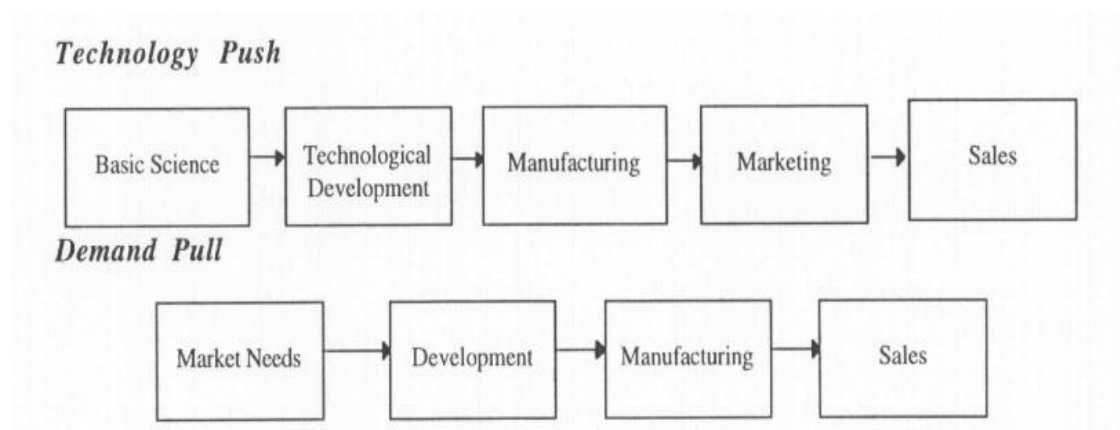 Technology Push
Basic Science
Technological
Development
Manufacturing
Marketing
Sales
Demand Pull
Market Needs
Development
Manufacturing
Sales